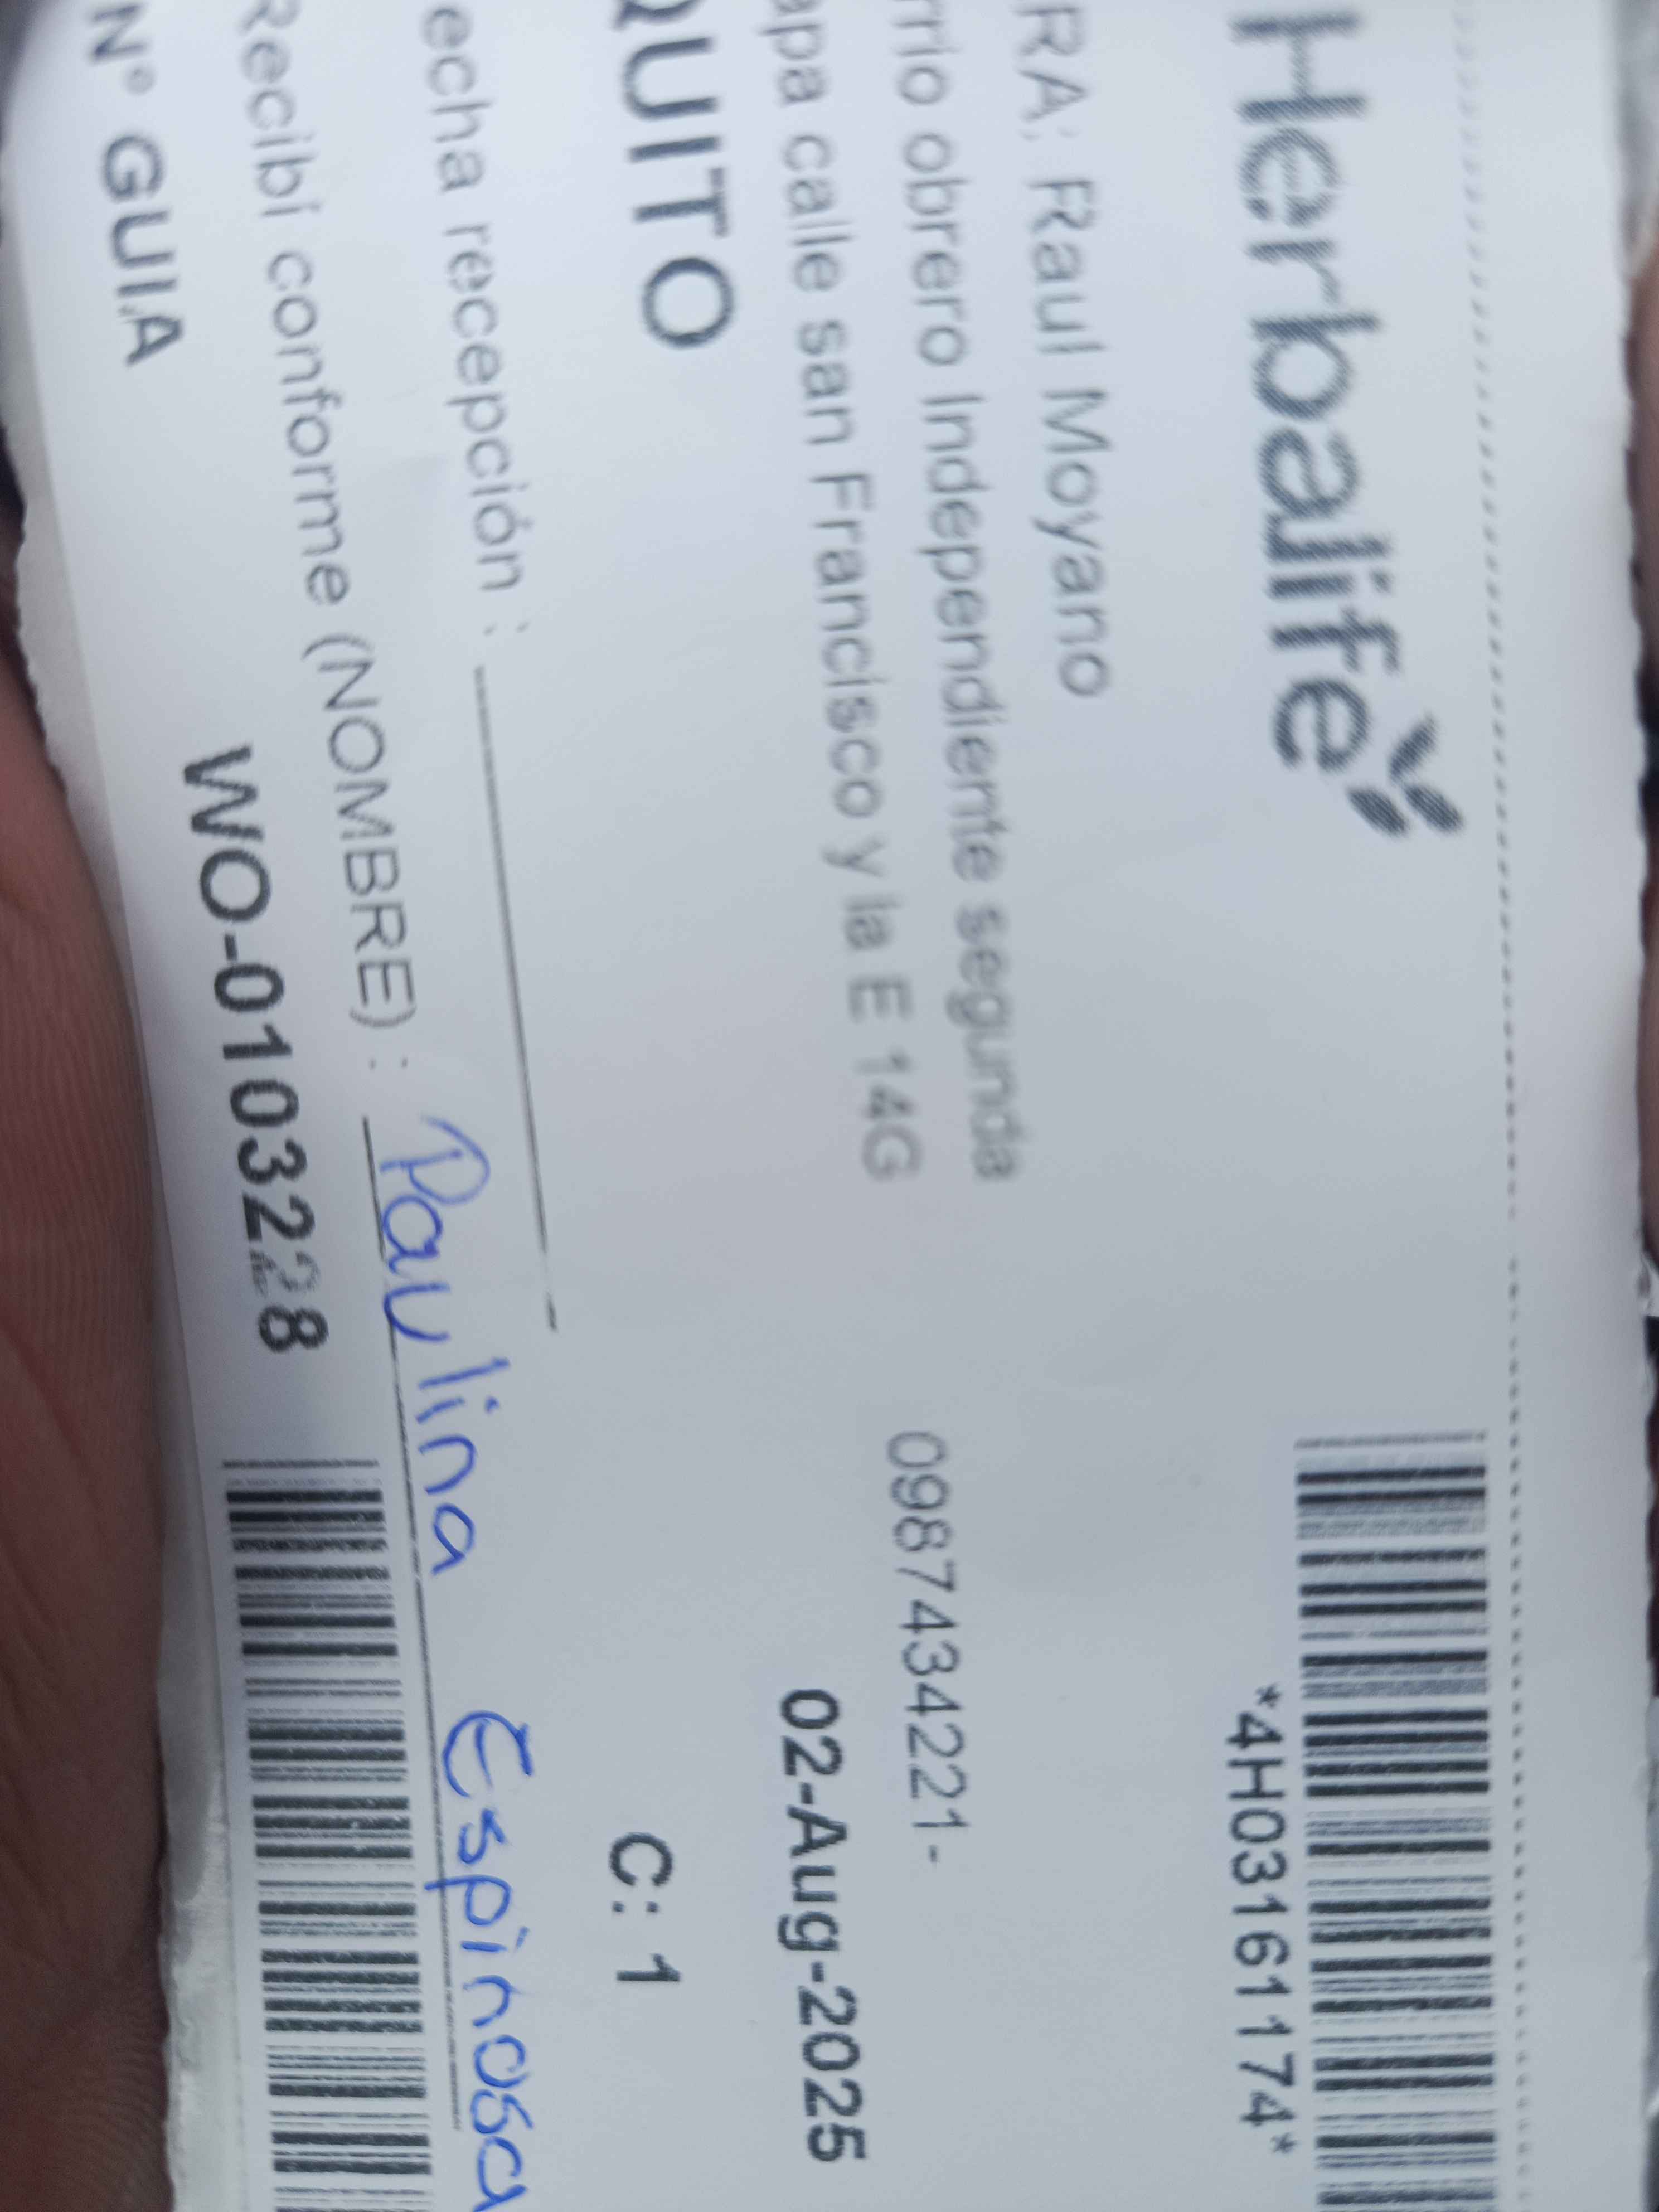 Herbalife
*4H03161174*
RA: Raul Moyano
rrio obrero Independiente segunda
apa calle san Francisco y la E 14G
0987434221-
02-Aug-2025
QUITO
C: 1
echa recepción :
Recibí conforme (NOMBRE) : Paulina Espinosa
N° GUIA WO-0103228